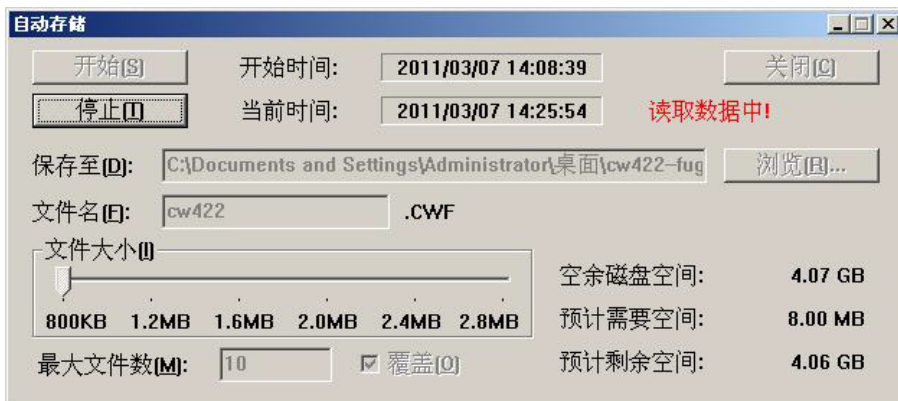 自动存储
开始(S) 开始时间: 2011/03/07 14:08:39 关闭(C)
停止(T) 当前时间: 2011/03/07 14:25:54 读取数据中!
保存至(D): C:\Documents and Settings\Administrator\桌面\cw422-fug 浏览(R)...
文件名(F): cw422 .CWF
文件大小(I)
800KB 1.2MB 1.6MB 2.0MB 2.4MB 2.8MB
空余磁盘空间: 4.07 GB
预计需要空间: 8.00 MB
最大文件数(M): 10 覆盖(O) 预计剩余空间: 4.06 GB